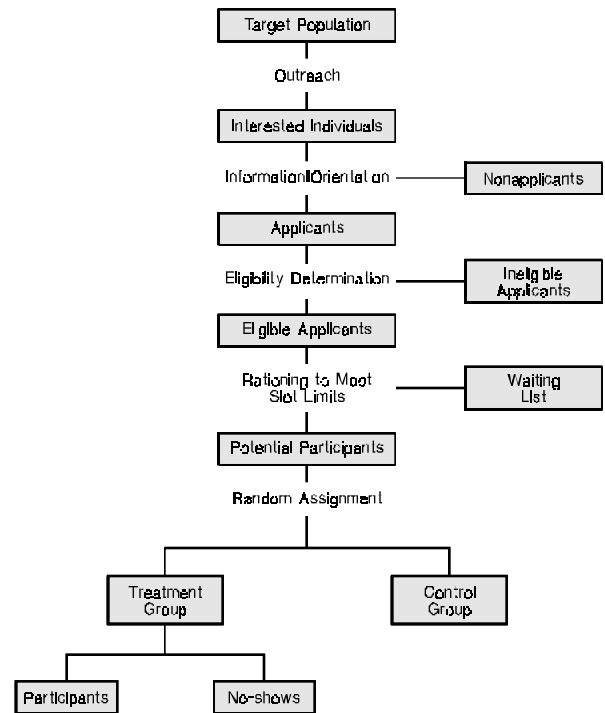 Target Population
Outreach
Interested Individuals
Information/Orientation
Nonapplicants
Applicants
Eligibility Determination
Ineligible
Applicants
Eligible Applicants
Rationing to Meet
Slot Limits
Waiting
List
Potential Participants
Random Assignment
Treatment
Group
Control
Group
Participants
No-shows